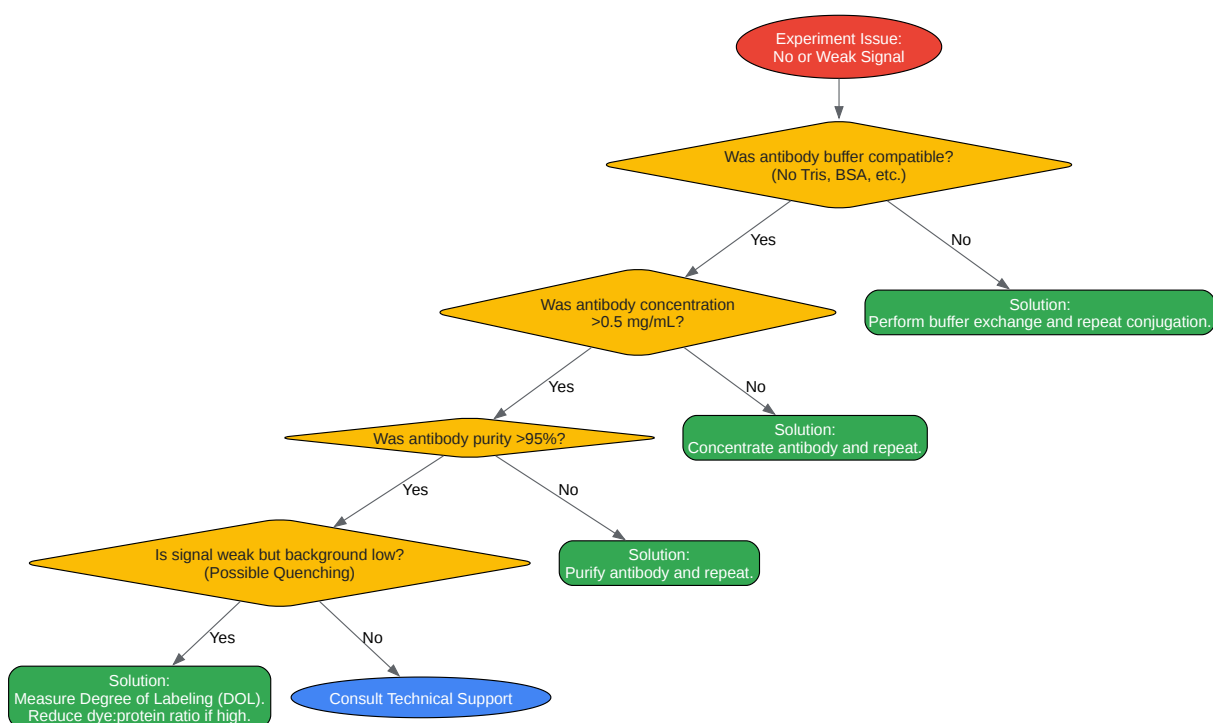 Experiment Issue:
No or Weak Signal
Was antibody buffer compatible?
(No Tris, BSA, etc.)
Yes
No
Was antibody concentration
>0.5 mg/mL?
Solution:
Perform buffer exchange and repeat conjugation.
Yes
No
Was antibody purity >95%?
Solution:
Concentrate antibody and repeat.
Yes
No
Is signal weak but background low?
(Possible Quenching)
Solution:
Purify antibody and repeat.
Yes
No
Solution:
Measure Degree of Labeling (DOL).
Reduce dye:protein ratio if high.
Consult Technical Support